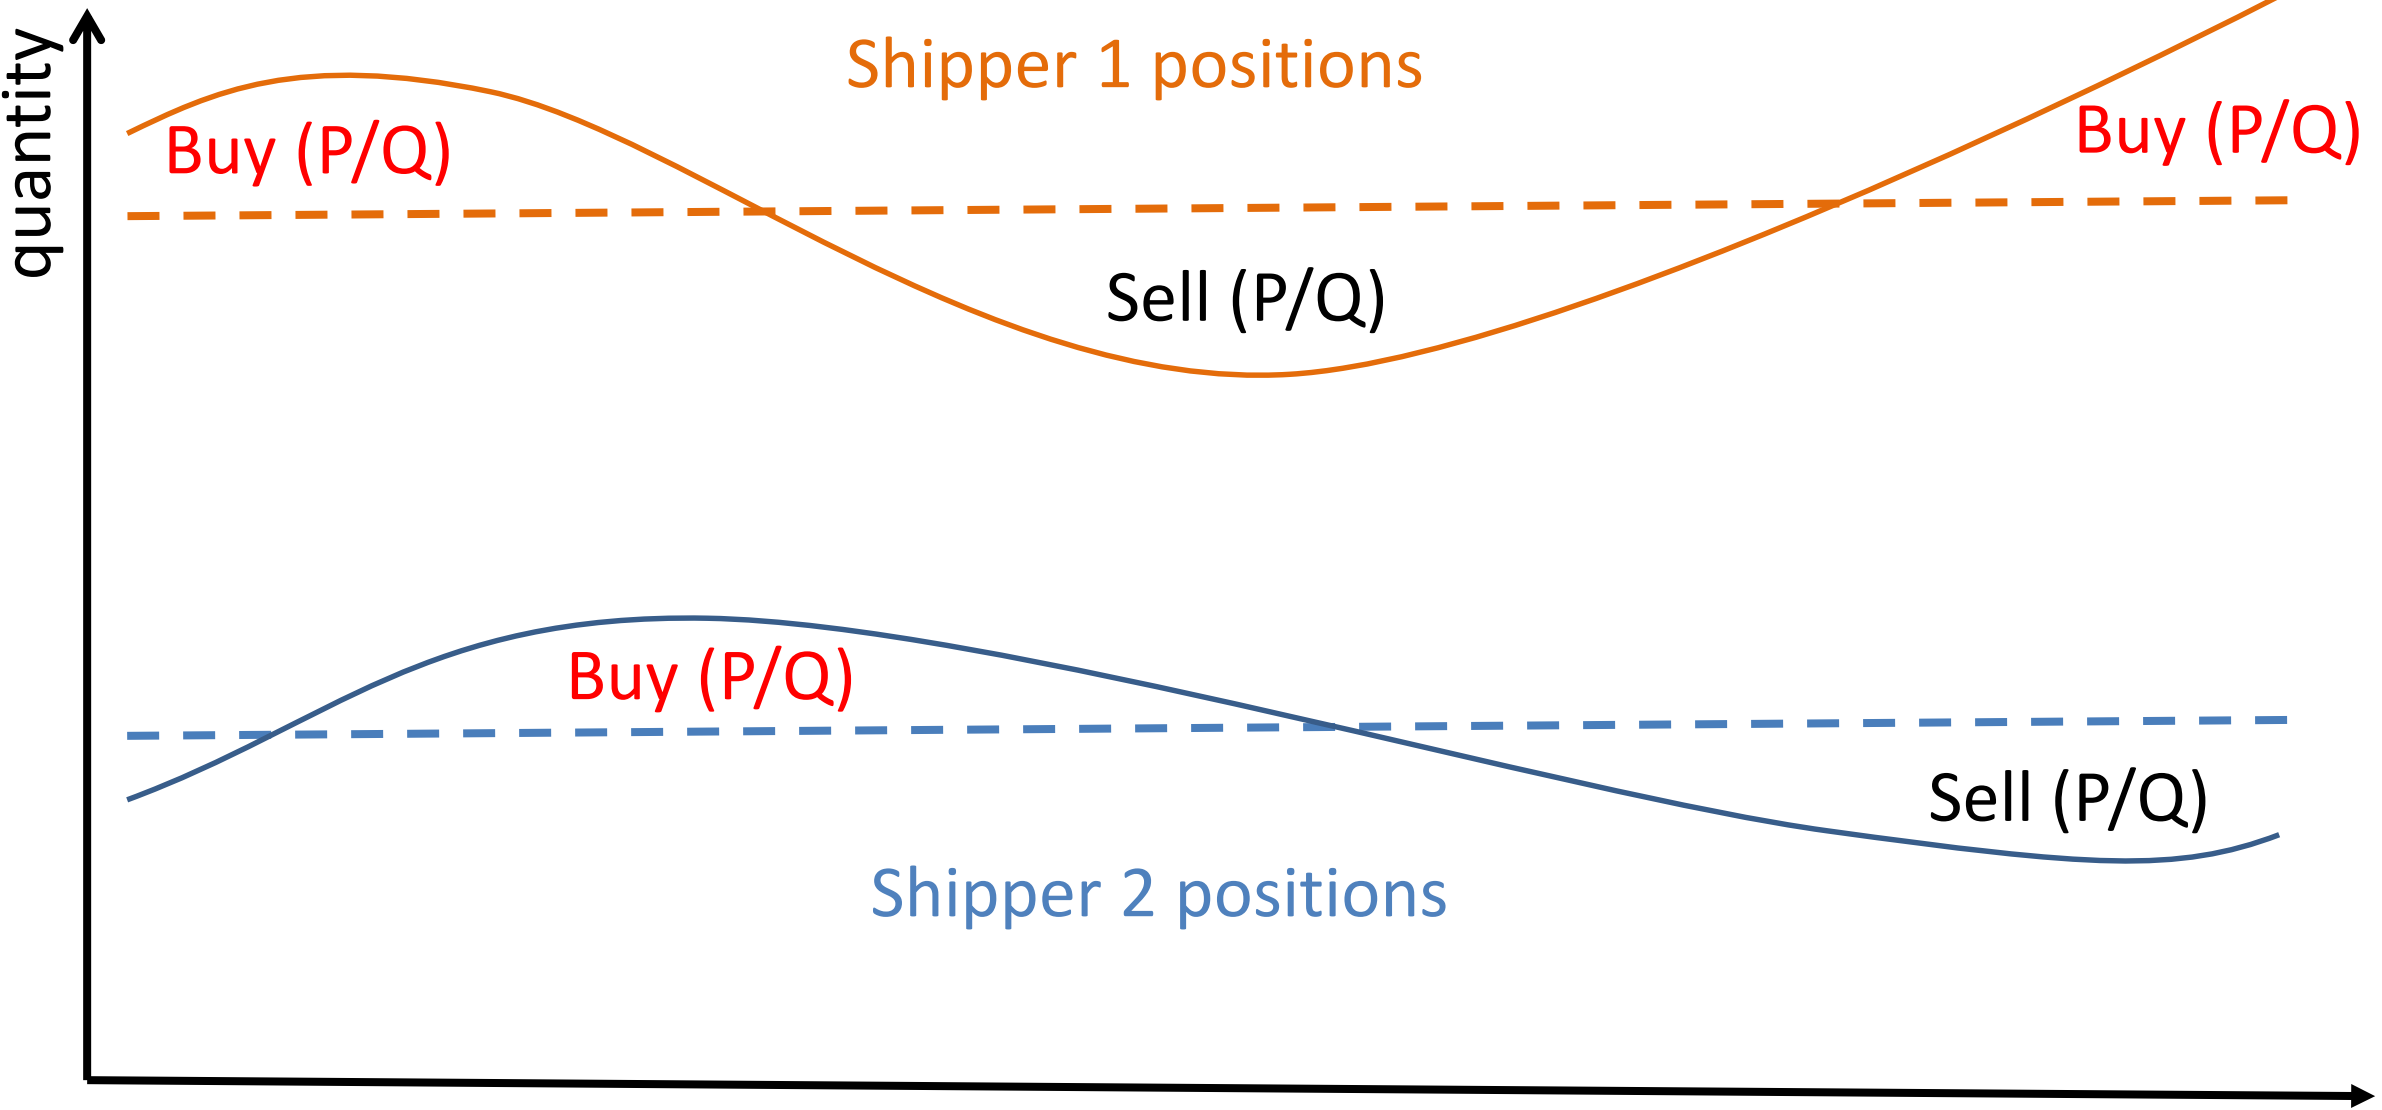 quantity
Shipper 1 positions
Buy (P/Q)
Buy (P/Q)
Sell (P/Q)
Buy (P/Q)
Sell (P/Q)
Shipper 2 positions